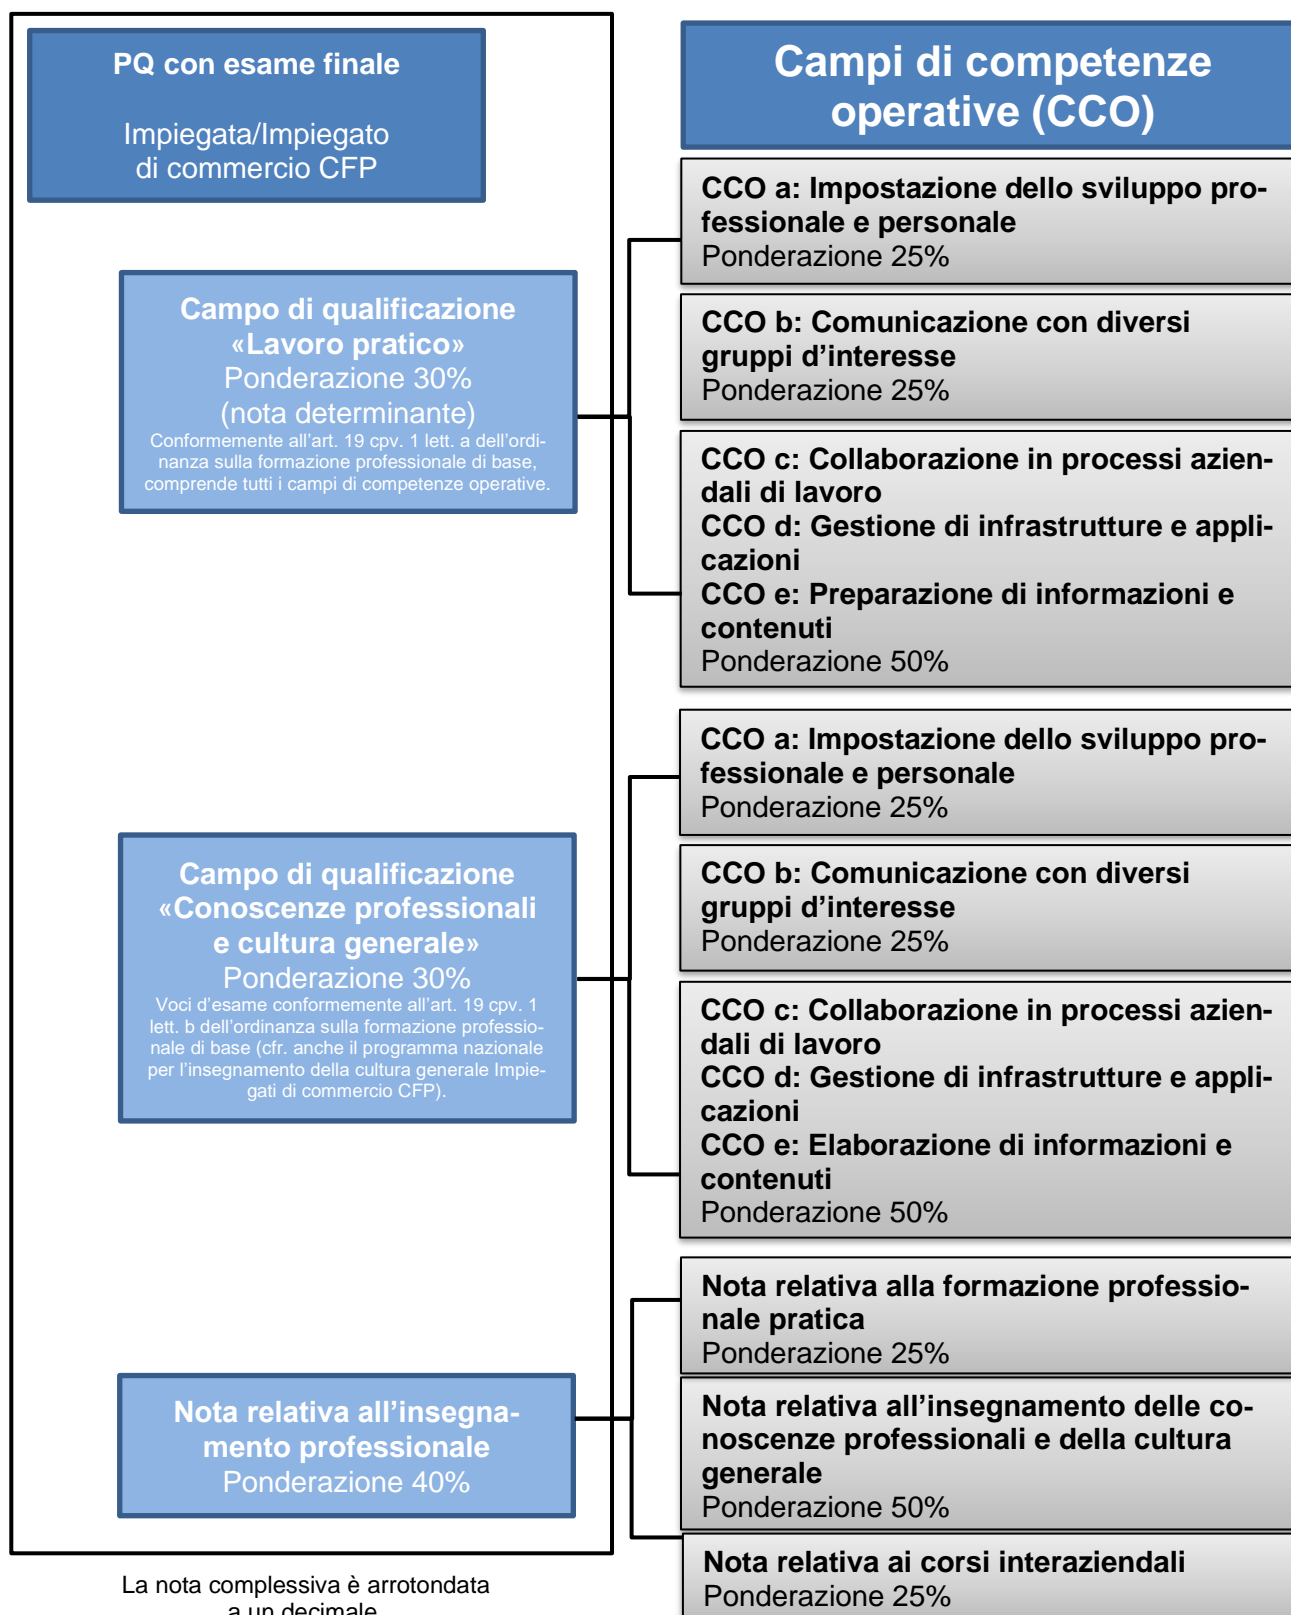 PQ con esame finale
Impiegata/Impiegato
di commercio CFP
Campi di competenze
operative (CCO)
Campo di qualificazione
«Lavoro pratico»
Ponderazione 30%
(nota determinante)
Conformemente all'art. 19 cpv. 1 lett. a dell'ordi-
nanza sulla formazione professionale di base,
comprende tutti i campi di competenze operative.
CCO a: Impostazione dello sviluppo pro-
fessionale e personale
Ponderazione 25%
CCO b: Comunicazione con diversi
gruppi d'interesse
Ponderazione 25%
CCO c: Collaborazione in processi azien-
dali di lavoro
CCO d: Gestione di infrastrutture e appli-
cazioni
CCO e: Preparazione di informazioni e
contenuti
Ponderazione 50%
Campo di qualificazione
«Conoscenze professionali
e cultura generale»
Ponderazione 30%
Voci d'esame conformemente all'art. 19 cpv. 1
lett. b dell'ordinanza sulla formazione professio-
nale di base (cfr. anche il programma nazionale
per l'insegnamento della cultura generale Impie-
gati di commercio CFP).
CCO a: Impostazione dello sviluppo pro-
fessionale e personale
Ponderazione 25%
CCO b: Comunicazione con diversi
gruppi d'interesse
Ponderazione 25%
CCO c: Collaborazione in processi azien-
dali di lavoro
CCO d: Gestione di infrastrutture e appli-
cazioni
CCO e: Elaborazione di informazioni e
contenuti
Ponderazione 50%
Nota relativa all'insegna-
mento professionale
Ponderazione 40%
Nota relativa alla formazione professio-
nale pratica
Ponderazione 25%
Nota relativa all'insegnamento delle co-
noscenze professionali e della cultura
generale
Ponderazione 50%
Nota relativa ai corsi interaziendali
Ponderazione 25%
La nota complessiva è arrotondata
a un decimale